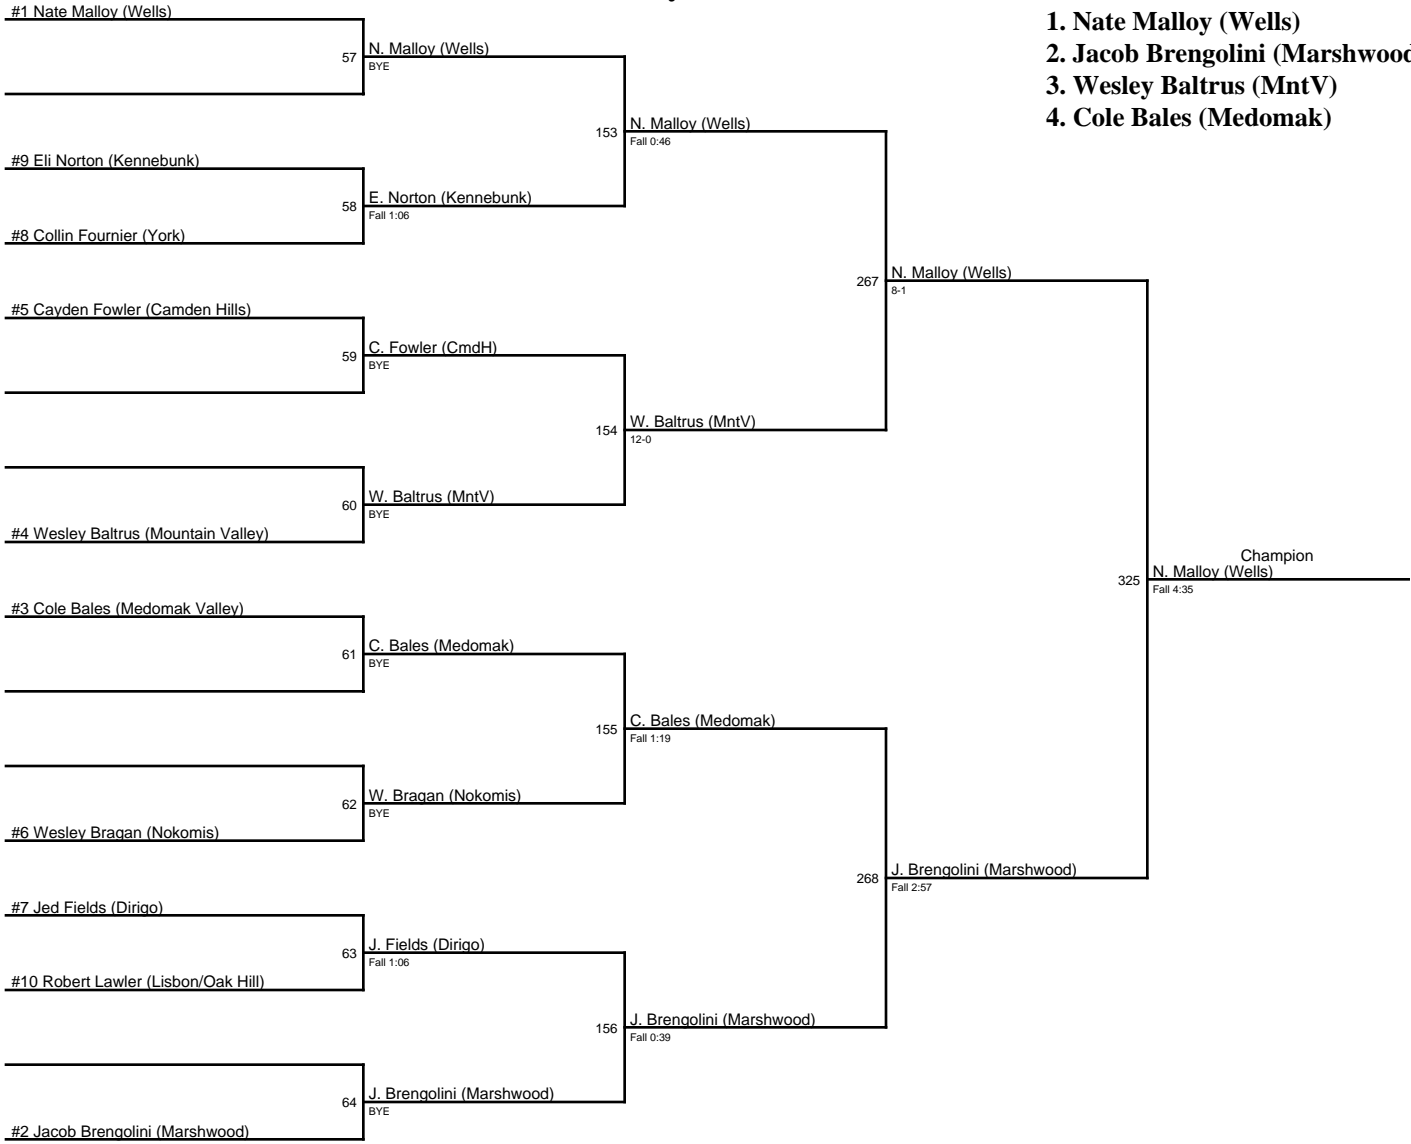 #1 Nate Malloy (Wells)
57
N. Malloy (Wells)
BYE
153
N. Malloy (Wells)
Fall 0:46
#9 Eli Norton (Kennebunk)
58
E. Norton (Kennebunk)
Fall 1:06
#8 Collin Fournier (York)
267
N. Malloy (Wells)
8-1
#5 Cayden Fowler (Camden Hills)
59
C. Fowler (CmdH)
BYE
154
W. Baltrus (MntV)
12-0
60
W. Baltrus (MntV)
BYE
#4 Wesley Baltrus (Mountain Valley)
Champion
325
N. Malloy (Wells)
Fall 4:35
#3 Cole Bales (Medomak Valley)
61
C. Bales (Medomak)
BYE
155
C. Bales (Medomak)
Fall 1:19
62
W. Bragan (Nokomis)
BYE
#6 Wesley Bragan (Nokomis)
268
J. Brengolini (Marshwood)
Fall 2:57
#7 Jed Fields (Dirigo)
63
J. Fields (Dirigo)
Fall 1:06
#10 Robert Lawler (Lisbon/Oak Hill)
156
J. Brengolini (Marshwood)
Fall 0:39
64
J. Brengolini (Marshwood)
BYE
#2 Jacob Brengolini (Marshwood)
1. Nate Malloy (Wells)
2. Jacob Brengolini (Marshwood
3. Wesley Baltrus (MntV)
4. Cole Bales (Medomak)